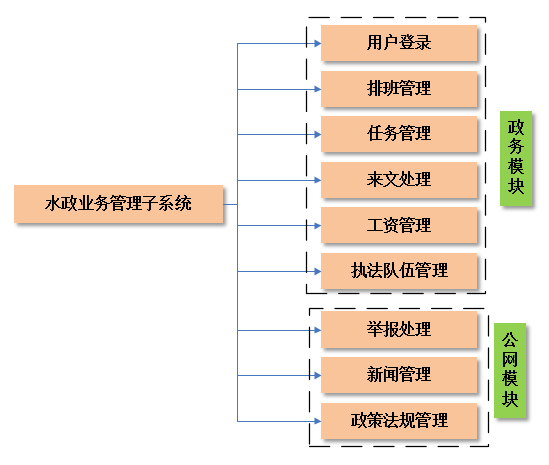 用户登录
排班管理
任务管理
来文处理
工资管理
执法队伍管理
政务模块
水政业务管理子系统
举报处理
新闻管理
政策法规管理
公网模块